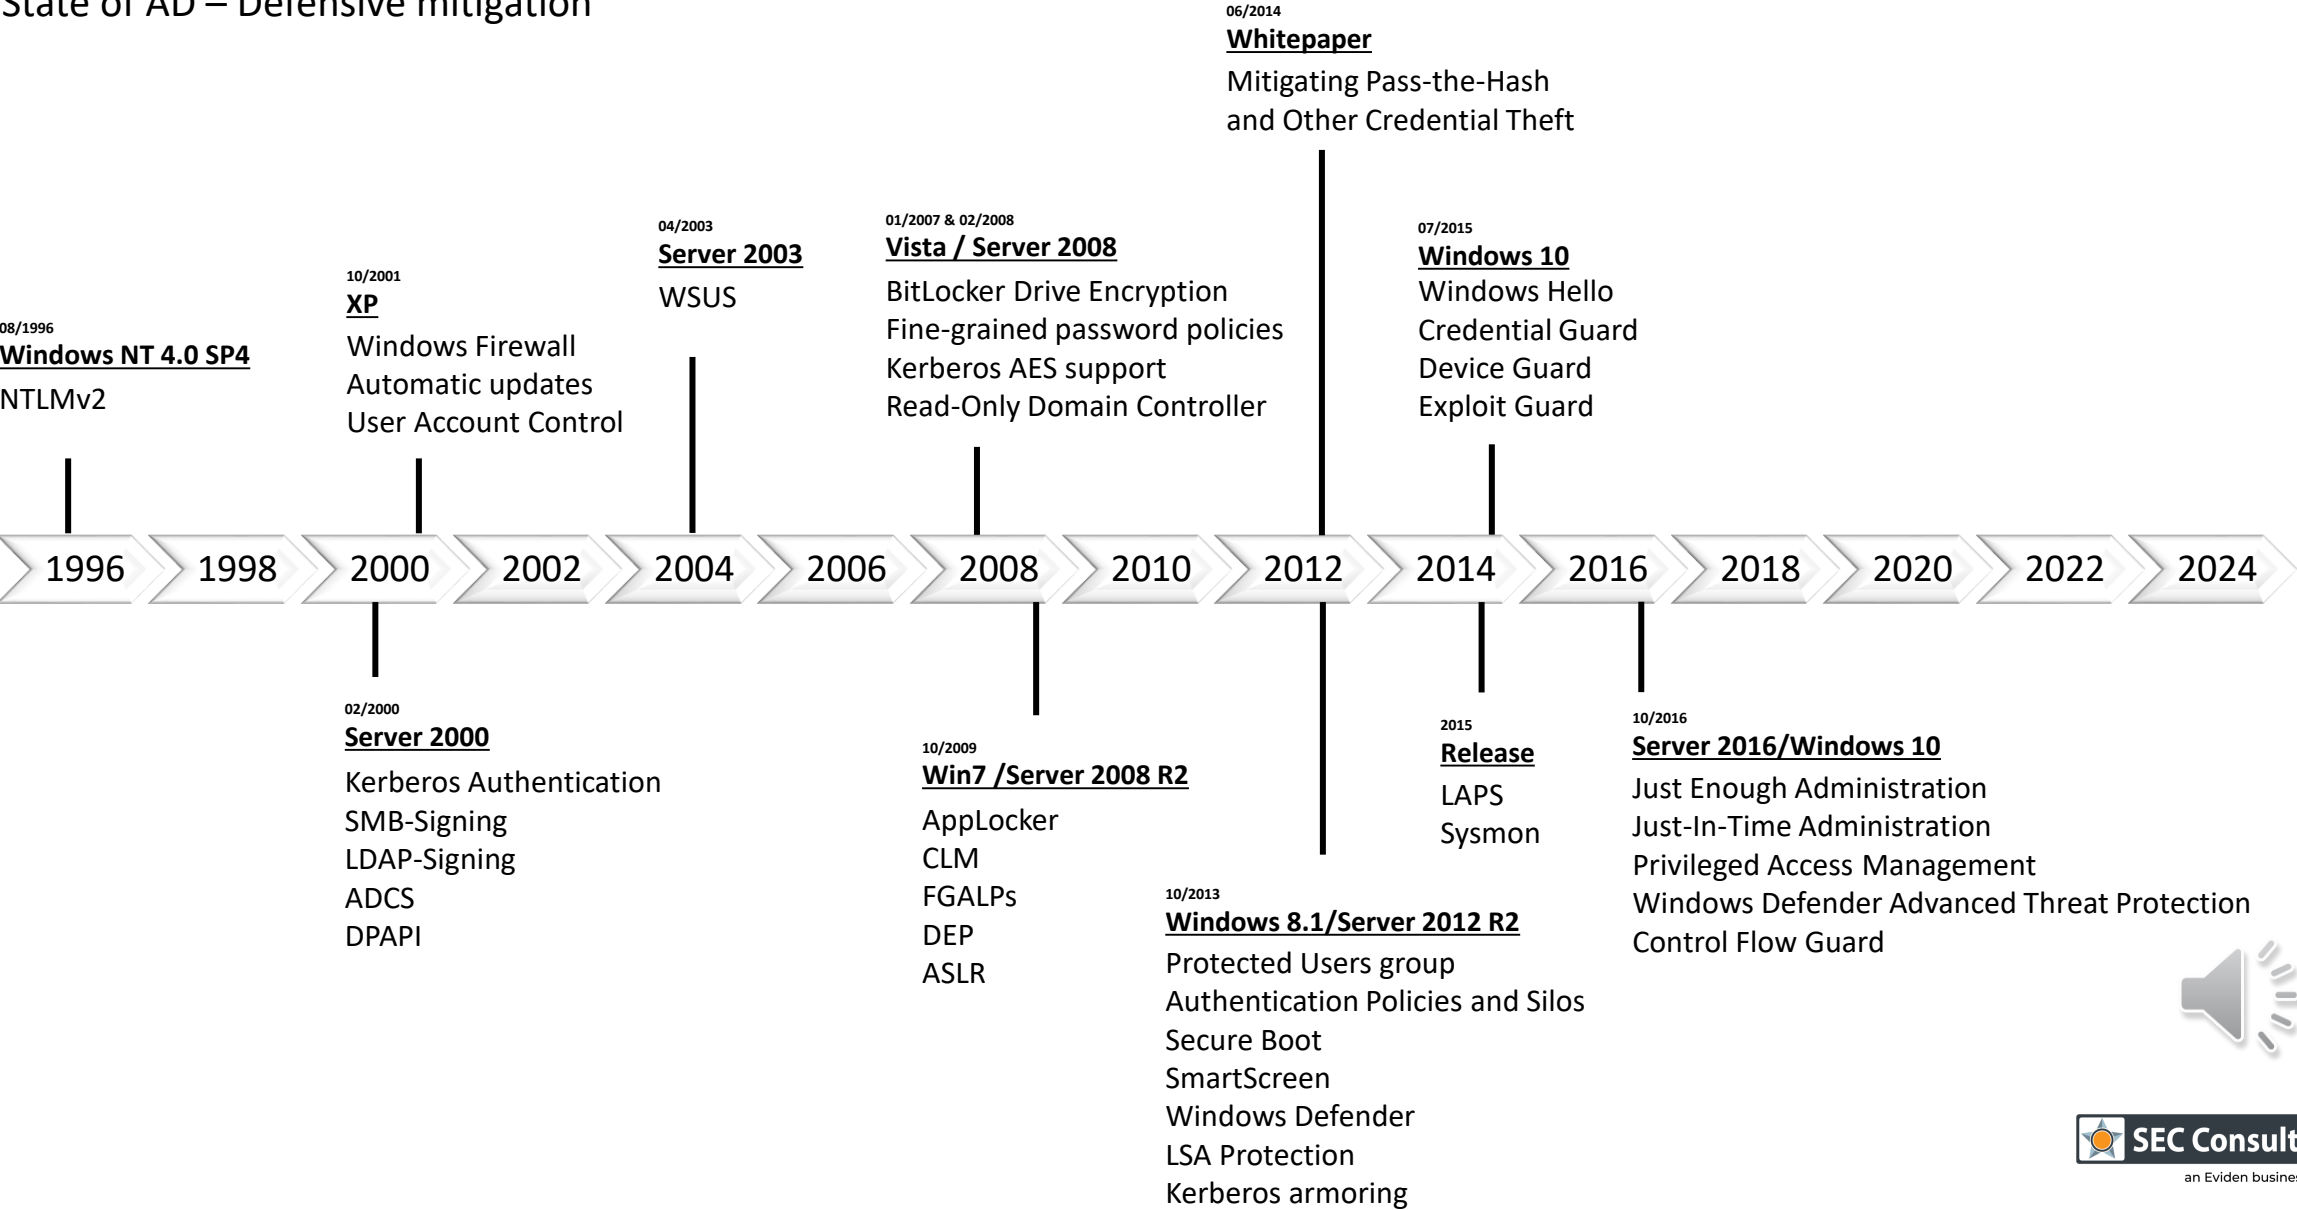 State of AD – Defensive mitigation
06/2014
Whitepaper
Mitigating Pass-the-Hash
and Other Credential Theft
08/1996
Windows NT 4.0 SP4
NTLMv2
10/2001
XP
Windows Firewall
Automatic updates
User Account Control
04/2003
Server 2003
WSUS
01/2007 & 02/2008
Vista / Server 2008
BitLocker Drive Encryption
Fine-grained password policies
Kerberos AES support
Read-Only Domain Controller
07/2015
Windows 10
Windows Hello
Credential Guard
Device Guard
Exploit Guard
1996 1998 2000 2002 2004 2006 2008 2010 2012 2014 2016 2018 2020 2022 2024
02/2000
Server 2000
Kerberos Authentication
SMB-Signing
LDAP-Signing
ADCS
DPAPI
10/2009
Win7 /Server 2008 R2
AppLocker
CLM
FGALPs
DEP
ASLR
10/2013
Windows 8.1/Server 2012 R2
Protected Users group
Authentication Policies and Silos
Secure Boot
SmartScreen
Windows Defender
LSA Protection
Kerberos armoring
2015
Release
LAPS
Sysmon
10/2016
Server 2016/Windows 10
Just Enough Administration
Just-In-Time Administration
Privileged Access Management
Windows Defender Advanced Threat Protection
Control Flow Guard
SEC Consult
an Eviden busines